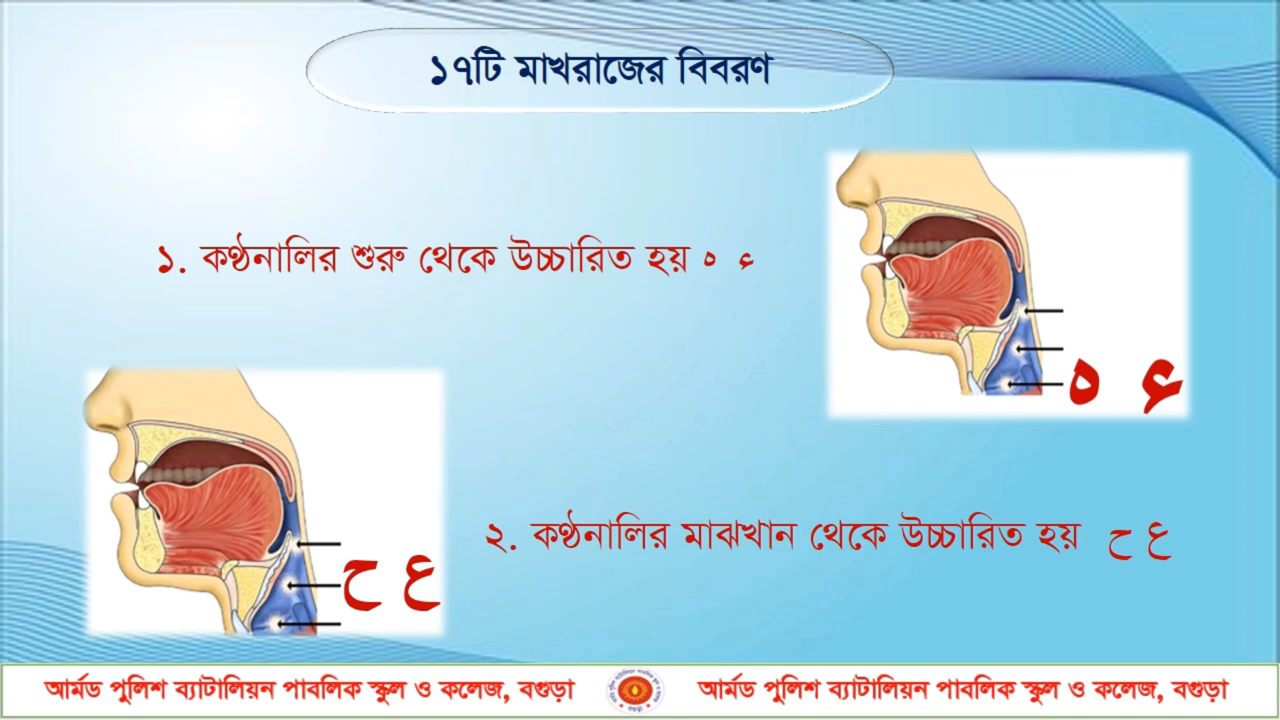 ১৭টি মাখরাজের বিবরণ
১. কণ্ঠনালির শুরু থেকে উচ্চারিত হয় ء ه
ء ه
২. কণ্ঠনালির মাঝখান থেকে উচ্চারিত হয় ع ح
ع ح
আর্মড পুলিশ ব্যাটালিয়ন পাবলিক স্কুল ও কলেজ, বগুড়া
আর্মড পুলিশ ব্যাটালিয়ন পাবলিক স্কুল ও কলেজ, বগুড়া